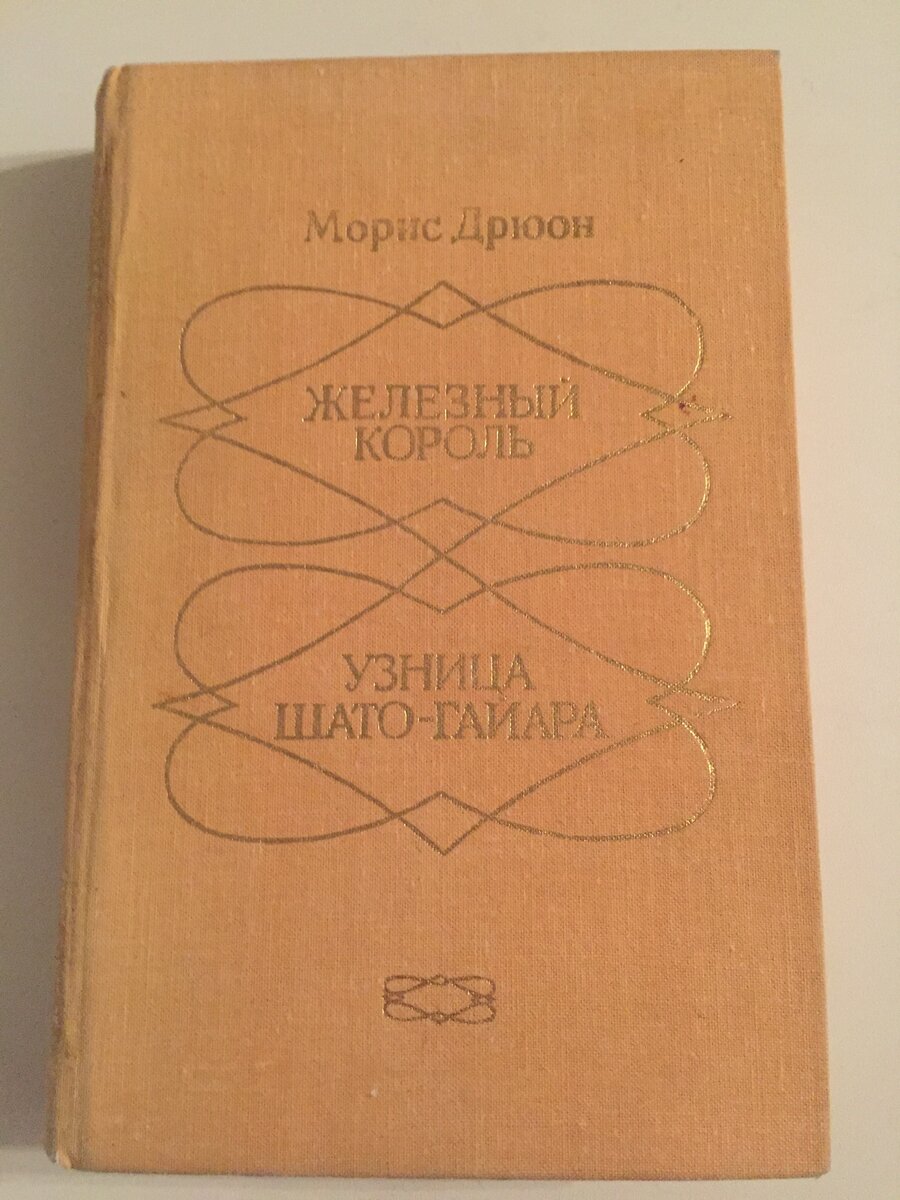 Морис Дрюон
ЖЕЛЕЗНЫЙ
КОРОЛЬ
УЗНИЦА
ШАТО-ГАЙАРА